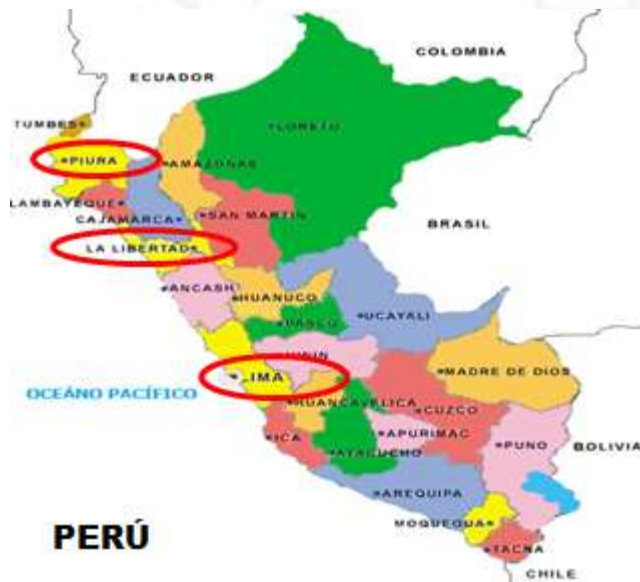 COLOMBIA
ECUADOR
TUMBES
LORETO
PIURA
AMAZONAS
LAMBAYEQUE
CAJAMARCA
SAN MARTIN
BRASIL
LA LIBERTAD
ANCASH
HUANUCO
UCAYALI
PASCO
JUNIN
LIMA
MADRE DE DIOS
OCEÁNO PACÍFICO
HUANCAVELICA
CUZCO
ICA
APURIMAC
PUNO
BOLIVIA
AYACUCHO
AREQUIPA
MOQUEGUA
PERÚ
TACNA
CHILE